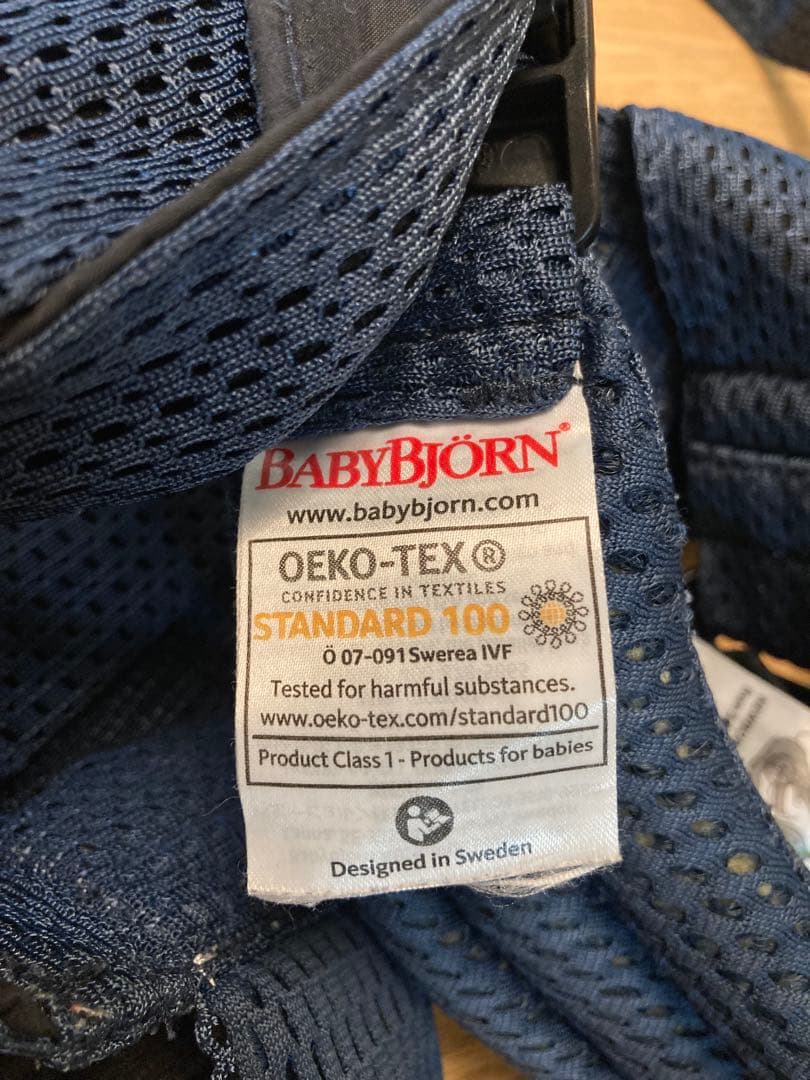 BABYBJÖRN®
www.babybjorn.com
OEKO-TEX®
CONFIDENCE IN TEXTILES
STANDARD 100
Ö 07-091 Swerea IVF
Tested for harmful substances.
www.oeko-tex.com/standard100
Product Class 1 - Products for babies
Designed in Sweden